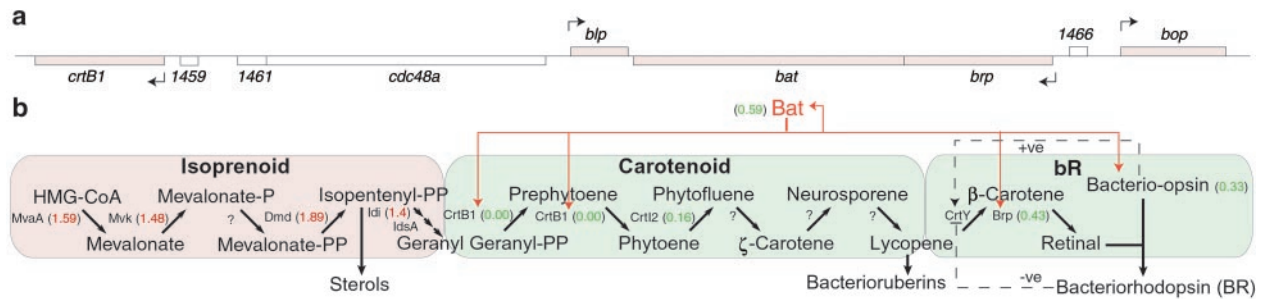 a
blp
1466
bop
crtB1
1459
1461
cdc48a
bat
brp
b
(0.59) Bat
Isoprenoid
Carotenoid
bR
+ve
HMG-CoA
Mevalonate-P
Isopentenyl-PP
Prephytoene
Phytofluene
Neurosporene
β-Carotene
Bacterio-opsin (0.33)
MvaA (1.59)
Mvk (1.48)
?
Dmd (1.89)
Idi (1.4)
IdsA
CrtB1 (0.00)
CrtB1 (0.00)
CrtI2 (0.16)
?
?
?
CrtY
Brp (0.43)
Mevalonate
Mevalonate-PP
Geranyl Geranyl-PP
Phytoene
ζ-Carotene
Lycopene
Retinal
Sterols
Bacterioruberins
-ve
Bacteriorhodopsin (BR)